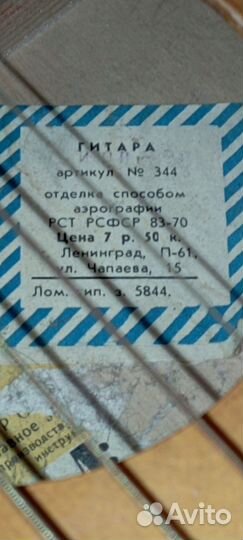 ГИТАРА
артикул № 344
отделка способом
аэрографии
РСТ РСФСР 83-70
Цена 7 р. 50 к.
г. Ленинград, П-61,
ул. Чапаева, 15
Лом. тип. з. 5844.
Avito